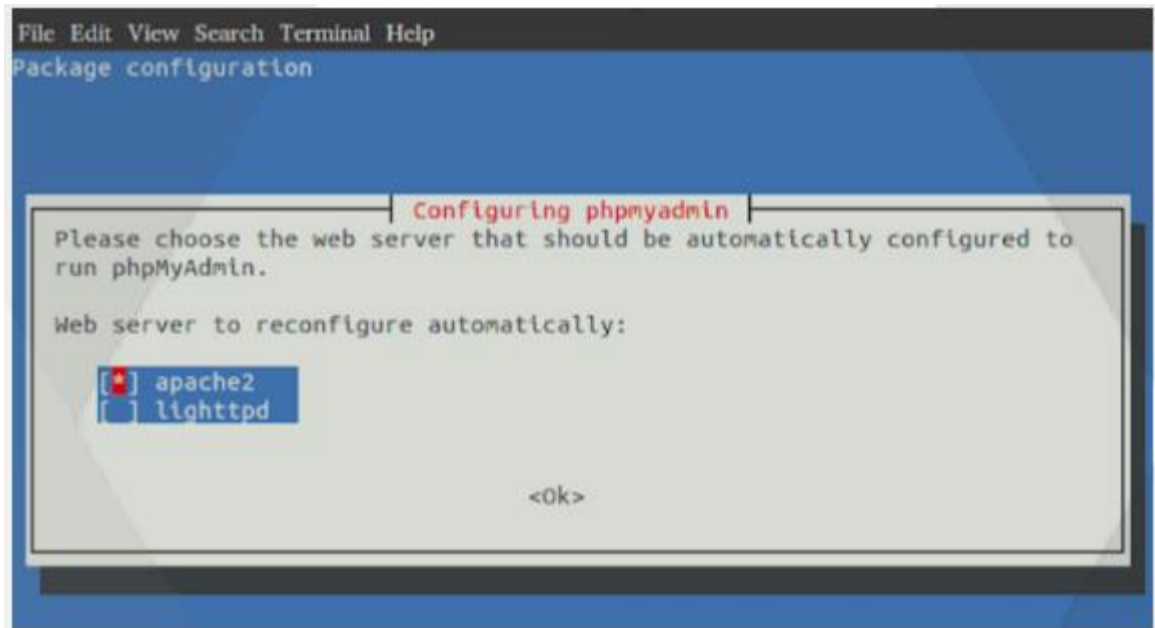 File Edit View Search Terminal Help
Package configuration
Configuring phpmyadmin
Please choose the web server that should be automatically configured to
run phpMyAdmin.
Web server to reconfigure automatically:
[*] apache2
[ ] lighttpd
<Ok>